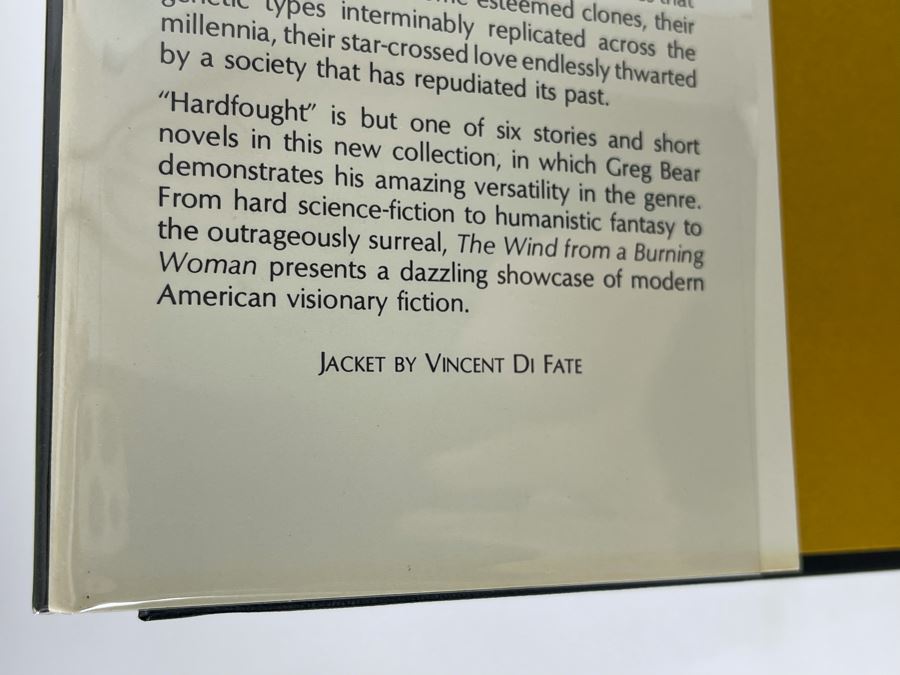 esteemed clones, their
genetic types interminably replicated across the
millennia, their star-crossed love endlessly thwarted
by a society that has repudiated its past.
“Hardfought” is but one of six stories and short
novels in this new collection, in which Greg Bear
demonstrates his amazing versatility in the genre.
From hard science-fiction to humanistic fantasy to
the outrageously surreal, The Wind from a Burning
Woman presents a dazzling showcase of modern
American visionary fiction.
JACKET BY VINCENT DI FATE